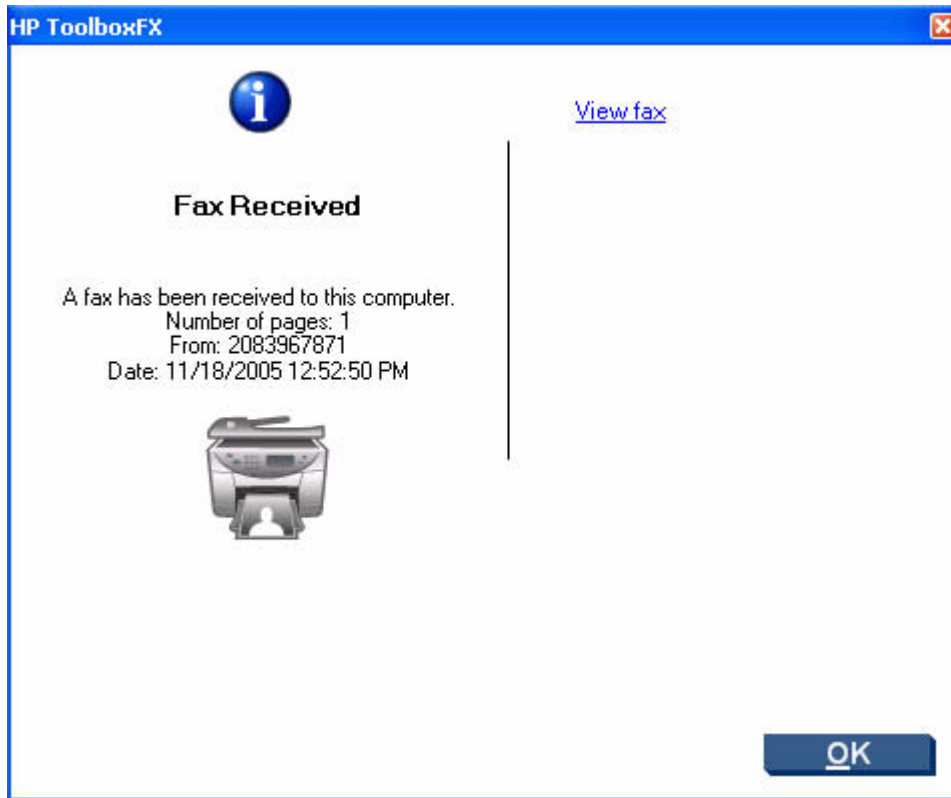 HP ToolboxFX
View fax
Fax Received
A fax has been received to this computer.
Number of pages: 1
From: 2083967871
Date: 11/18/2005 12:52:50 PM
OK